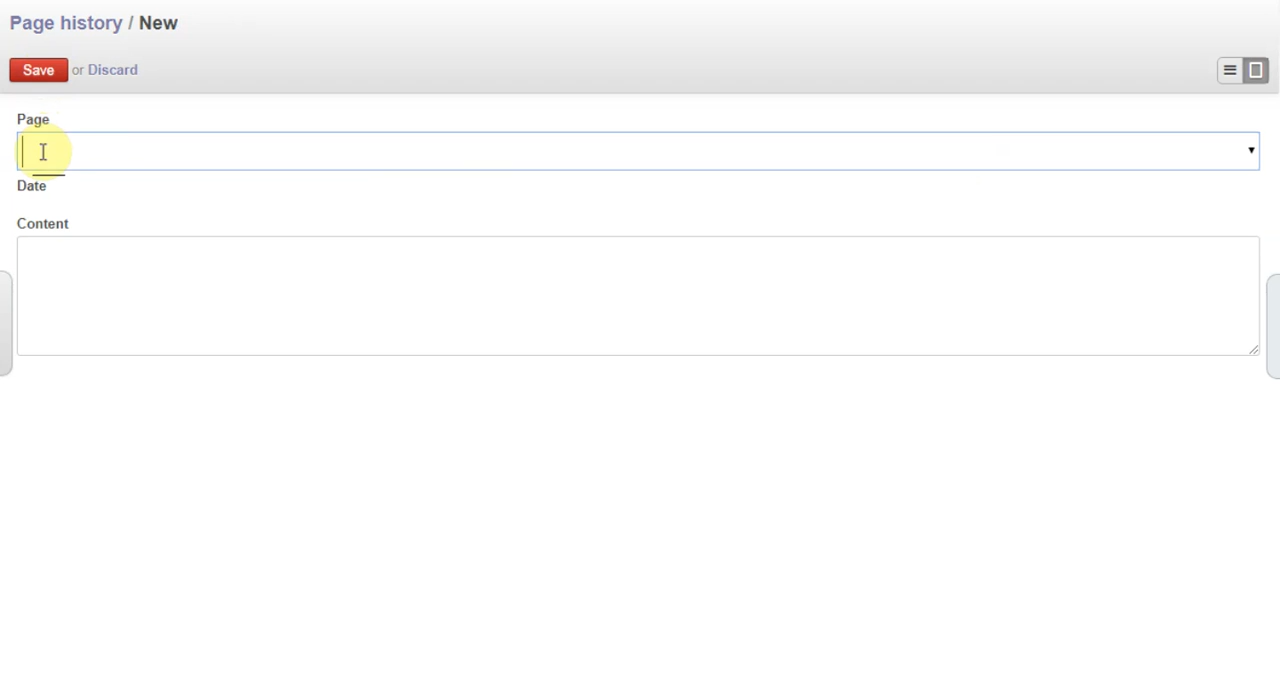 Page history / New
Save or Discard
Page
Date
Content